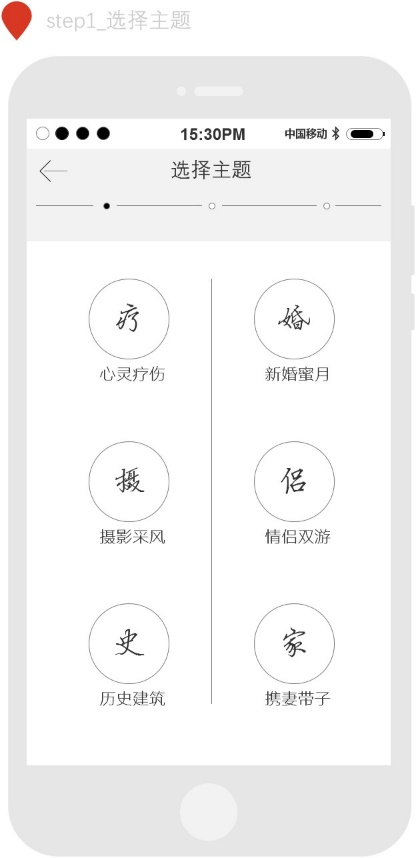 step1_选择主题
15:30PM
中国移动
选择主题
疗
婚
心灵疗伤
新婚蜜月
摄
侣
摄影采风
情侣双游
史
家
历史建筑
携妻带子